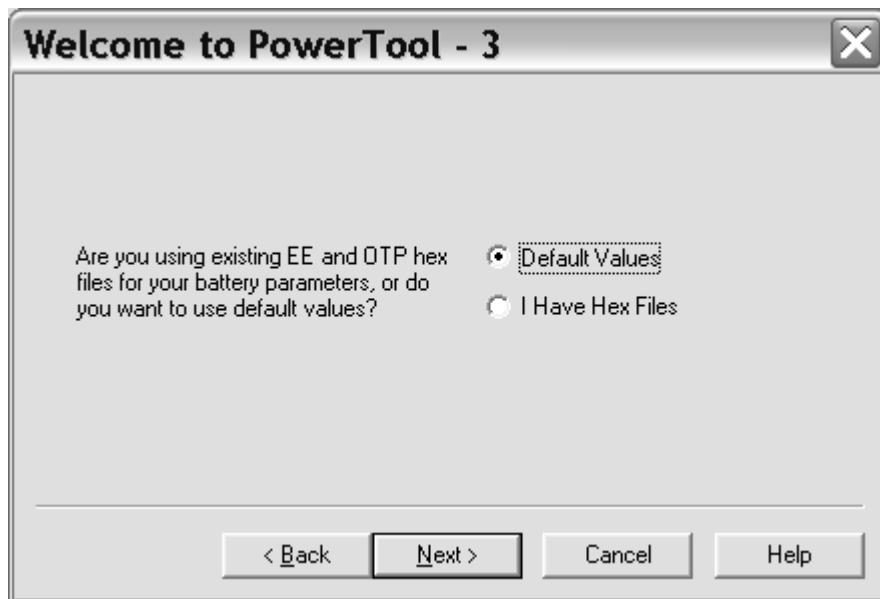 Welcome to PowerTool - 3
Are you using existing EE and OTP hex
files for your battery parameters, or do
you want to use default values?
Default Values
I Have Hex Files
< Back
Next >
Cancel
Help